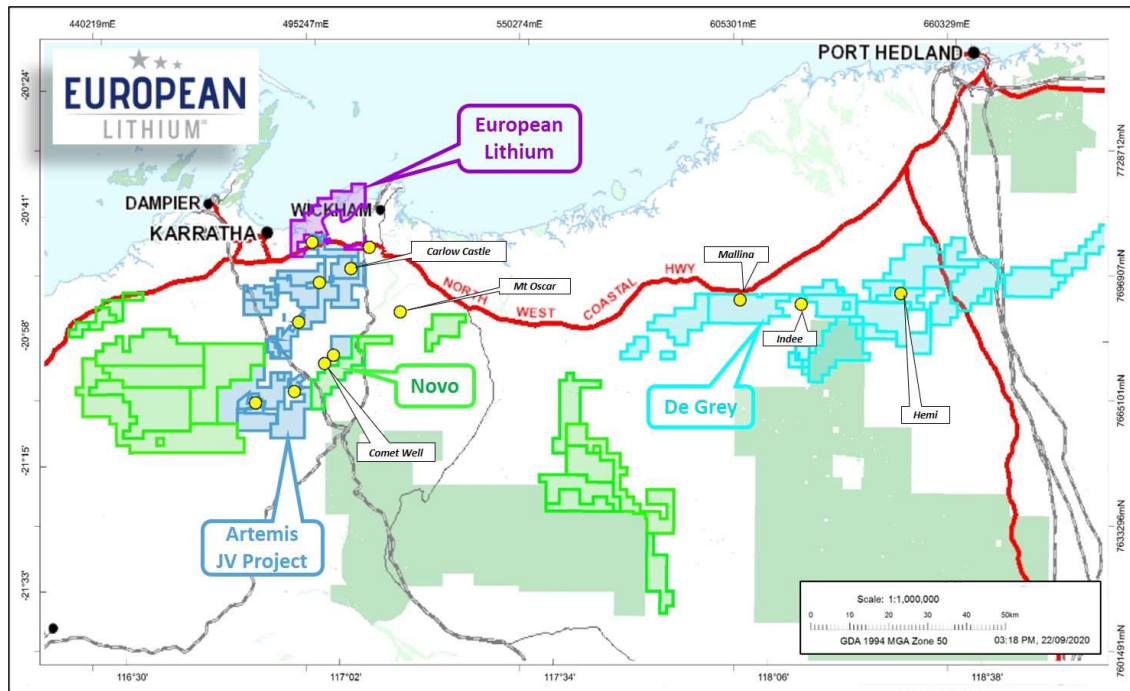 440219mE
495247mE
550274mE
605301mE
660329mE
EUROPEAN
LITHIUM
European
Lithium
PORT HEDLAND
-20°24'
7728712mN
DAMPIER
WICKHAM
-20°41'
KARRATHA
Carlow Castle
Mallina
HWY
7696907mN
Mt Oscar
COASTAL
NORTH
WEST
-20°58'
Indee
Novo
De Grey
Hemi
7665101mN
Comet Well
-21°15'
Artemis
JV Project
7633296mN
-21°33'
Scale: 1:1,000,000
0 10 20 30 40 50km
GDA 1994 MGA Zone 50 03:18 PM, 22/09/2020
7601491mN
116°30'
117°02'
117°34'
118°06'
118°38'